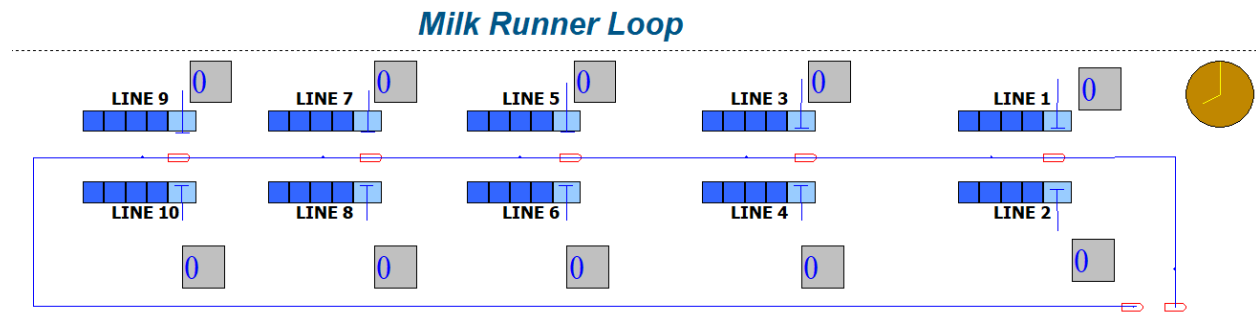 Milk Runner Loop
0 0 0 0 0
LINE 9 LINE 7 LINE 5 LINE 3 LINE 1
LINE 10 LINE 8 LINE 6 LINE 4 LINE 2
0 0 0 0 0